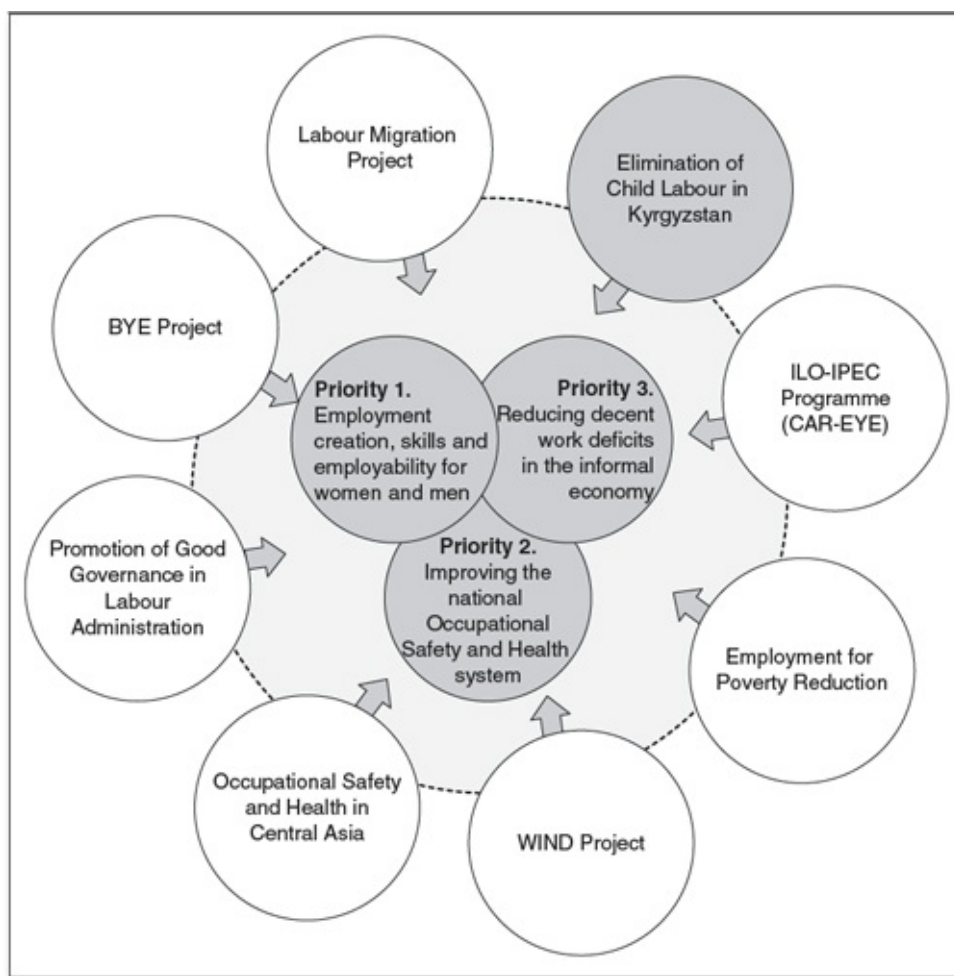 Labour Migration
Project
Elimination of
Child Labour in
Kyrgyzstan
BYE Project
ILO-IPEC
Programme
(CAR-EYE)
Priority 1.
Employment
creation, skills and
employability for
women and men
Priority 3.
Reducing decent
work deficits
in the informal
economy
Priority 2.
Improving the
national
Occupational
Safety and Health
system
Promotion of Good
Governance in
Labour
Administration
Employment for
Poverty Reduction
Occupational Safety
and Health in
Central Asia
WIND Project